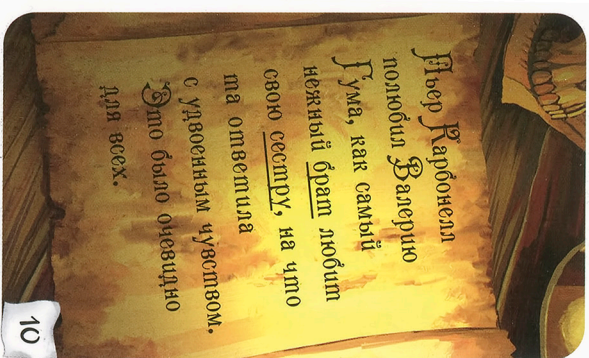 Пьер Карбонелл
полюбил Валерию
Гума, как самый
нежный брат любит
свою сестру, на что
та ответила
с удвоенным чувством.
Это было очевидно
для всех.
10